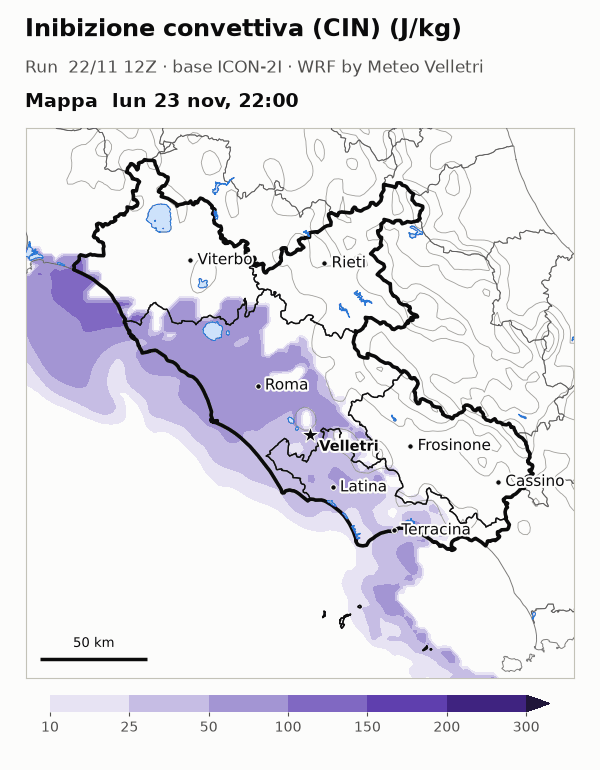 Inibizione convettiva (CIN) (J/kg)
Run 22/11 12Z · base ICON-2I · WRF by Meteo Velletri
Mappa lun 23 nov, 22:00
Viterbo
Rieti
Roma
Velletri
Frosinone
Cassino
Latina
Terracina
50 km
10 25 50 100 150 200 300